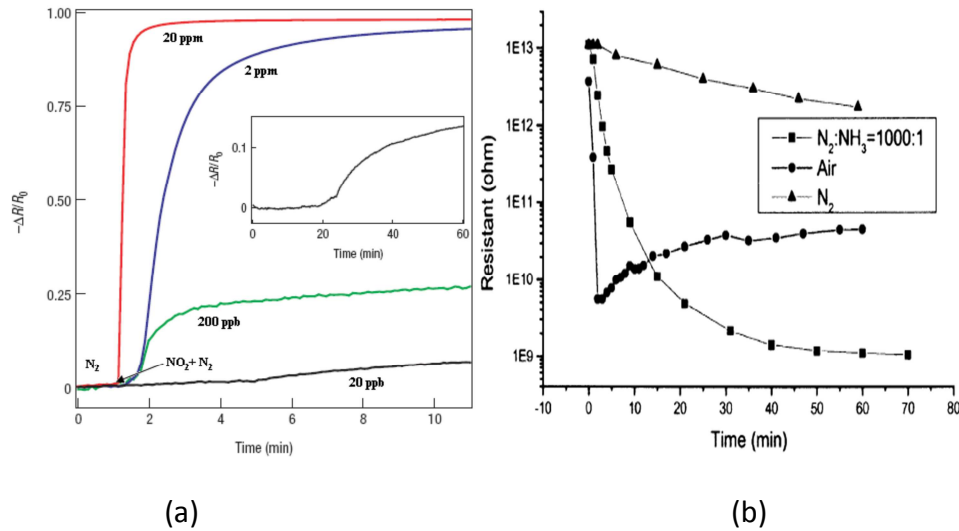 1.00
20 ppm
2 ppm
0.75
−ΔR/R₀
0.50
0.25
0
−ΔR/R₀
0.1
0
0
20
40
60
Time (min)
200 ppb
N₂
NO₂+ N₂
20 ppb
0
2
4
6
8
10
Time (min)
(a)
Resistant (ohm)
1E13
1E12
1E11
1E10
1E9
N₂
N₂:NH₃=1000:1
Air
N₂
-10
0
10
20
30
40
50
60
70
80
Time (min)
(b)